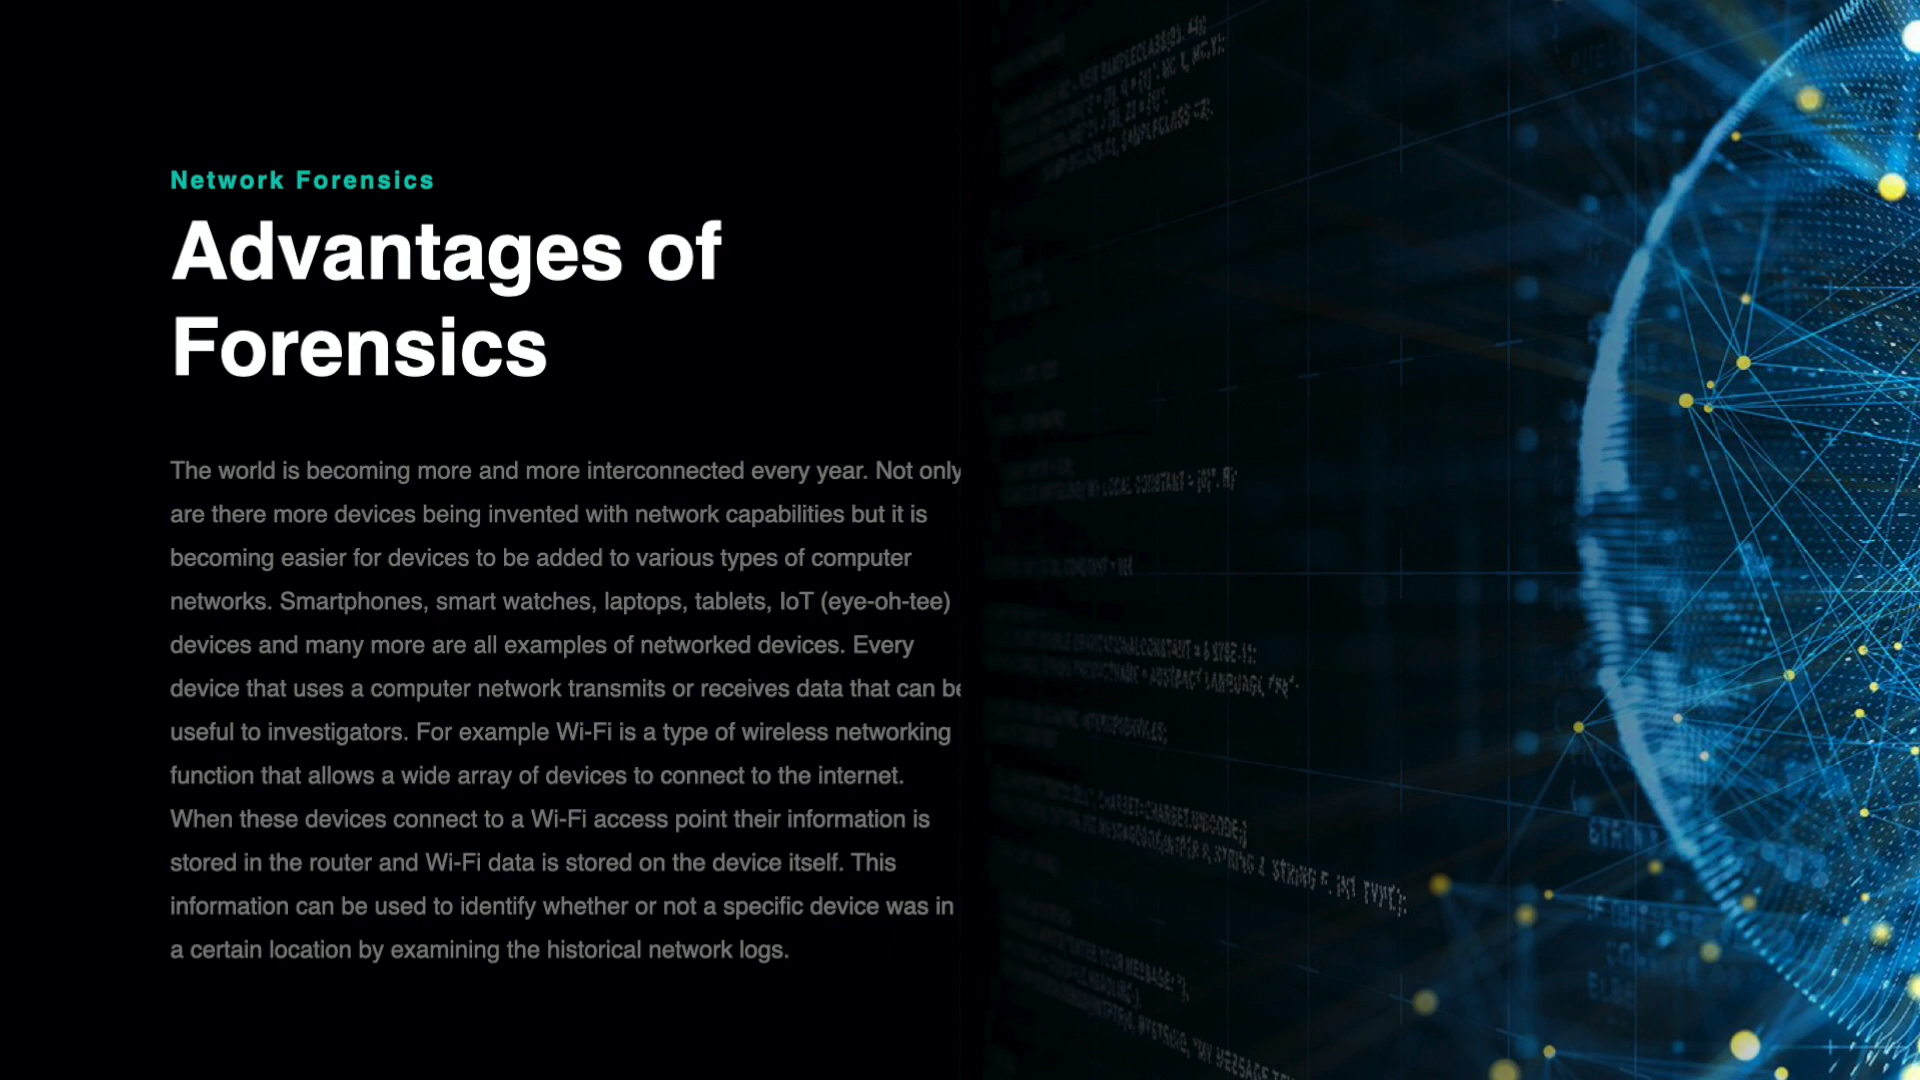 Network Forensics
Advantages of
Forensics
The world is becoming more and more interconnected every year. Not only
are there more devices being invented with network capabilities but it is
becoming easier for devices to be added to various types of computer
networks. Smartphones, smart watches, laptops, tablets, IoT (eye-oh-tee)
devices and many more are all examples of networked devices. Every
device that uses a computer network transmits or receives data that can be
useful to investigators. For example Wi-Fi is a type of wireless networking
function that allows a wide array of devices to connect to the internet.
When these devices connect to a Wi-Fi access point their information is
stored in the router and Wi-Fi data is stored on the device itself. This
information can be used to identify whether or not a specific device was in
a certain location by examining the historical network logs.